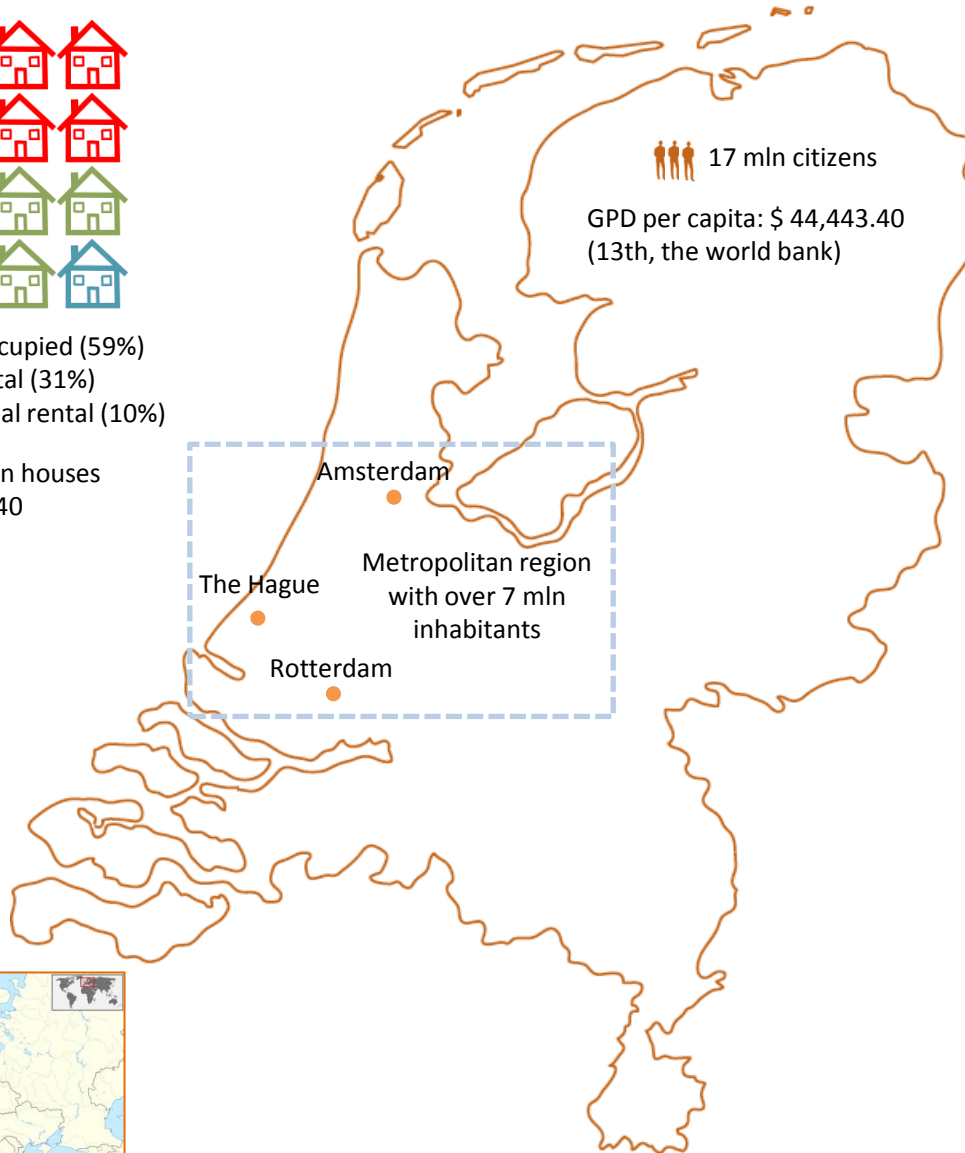 17 mln citizens
GPD per capita: $ 44,443.40
(13th, the world bank)
cupied (59%)
tal (31%)
al rental (10%)
n houses
40
Amsterdam
Metropolitan region
with over 7 mln
inhabitants
The Hague
Rotterdam